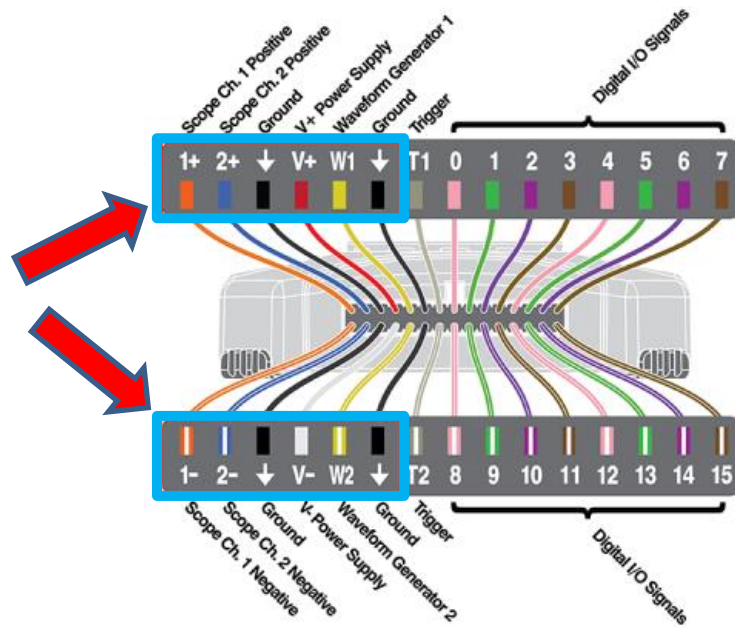 Scope Ch. 1 Positive
Scope Ch. 2 Positive
Ground
V+ Power Supply
Waveform Generator 1
Ground
Trigger
Digital I/O Signals
1+ 2+ ↓ V+ W1 ↓ T1 0 1 2 3 4 5 6 7
1- 2- ↓ V- W2 ↓ T2 8 9 10 11 12 13 14 15
Scope Ch. 1 Negative
Scope Ch. 2 Negative
Ground
V- Power Supply
Waveform Generator 2
Ground
Trigger
Digital I/O Signals